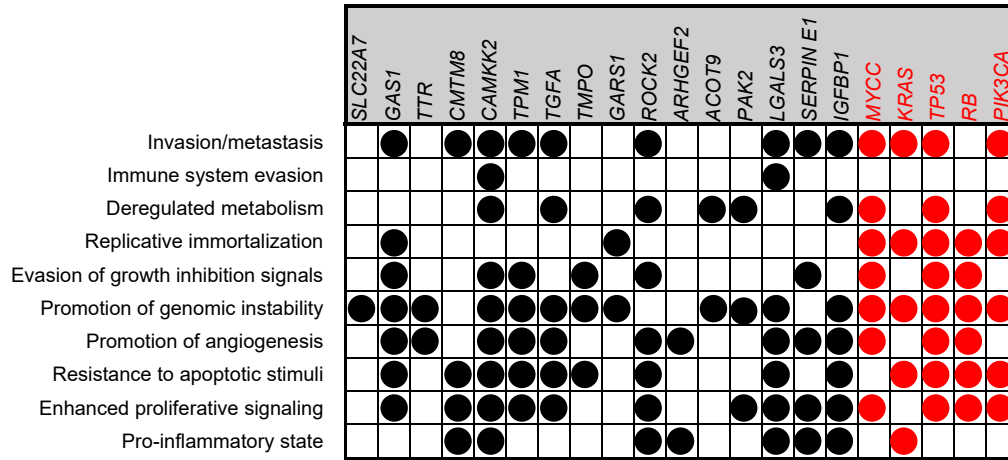 SLC22A7
GAS1
TTR
CMTM8
CAMKK2
TPM1
TGFA
TMPO
GARS1
ROCK2
ARHGEF2
ACOT9
PAK2
LGALS3
SERPIN E1
IGFBP1
MYCC
KRAS
TP53
RB
PIK3CA
Invasion/metastasis
Immune system evasion
Deregulated metabolism
Replicative immortalization
Evasion of growth inhibition signals
Promotion of genomic instability
Promotion of angiogenesis
Resistance to apoptotic stimuli
Enhanced proliferative signaling
Pro-inflammatory state